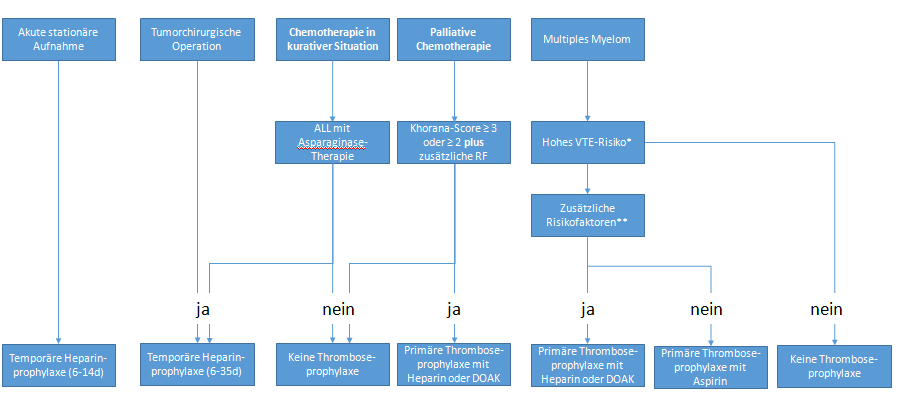 Akute stationäre
Aufnahme
Tumorchirurgische
Operation
Chemotherapie in
kurativer Situation
Palliative
Chemotherapie
Multiples Myelom
ALL mit
Asparaginase-
Therapie
Khorana-Score ≥ 3
oder ≥ 2 plus
zusätzliche RF
Hohes VTE-Risiko*
Zusätzliche
Risikofaktoren**
ja
nein
ja
ja
nein
nein
Temporäre Heparin-
prophylaxe (6-14d)
Temporäre Heparin-
prophylaxe (6-35d)
Keine Thrombose-
prophylaxe
Primäre Thrombose-
prophylaxe mit
Heparin oder DOAK
Primäre Thrombose-
prophylaxe mit
Heparin oder DOAK
Primäre Thrombose-
prophylaxe mit
Aspirin
Keine Thrombose-
prophylaxe